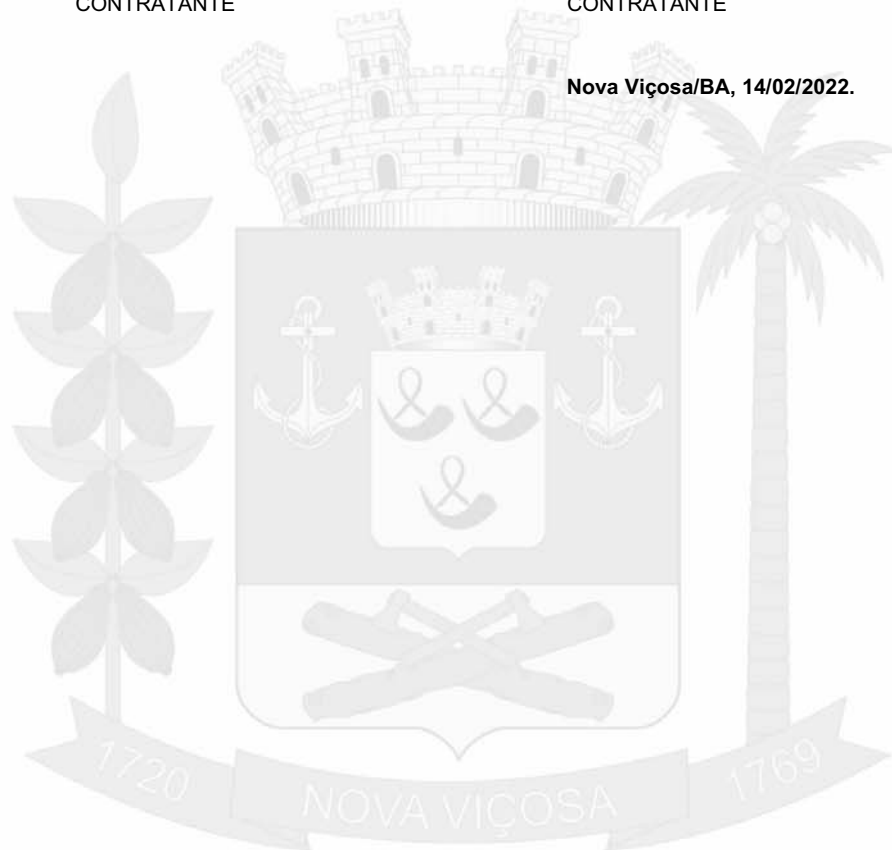 CONTRATANTE CONTRATANTE
Nova Viçosa/BA, 14/02/2022.
1720 NOVA VIÇOSA 1769